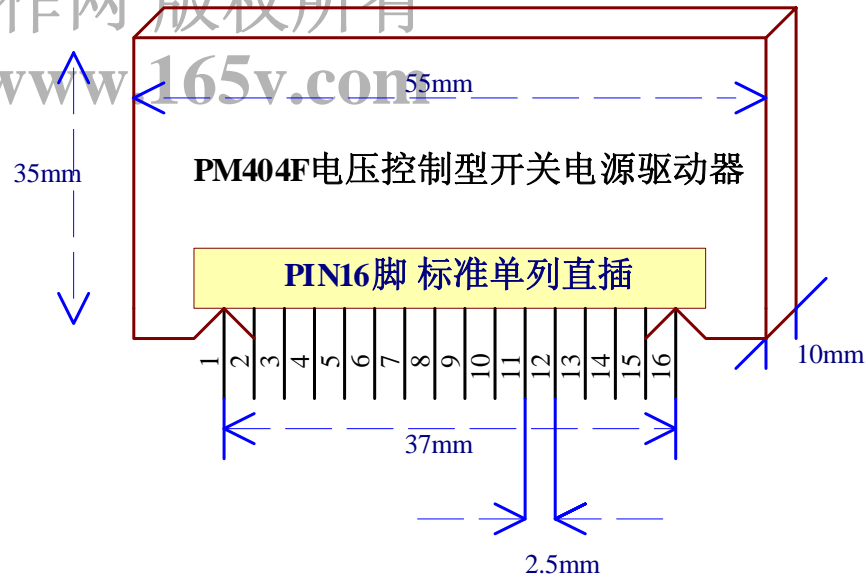 作网 版权所有
www.165v.com
55mm
35mm
PM404F电压控制型开关电源驱动器
PIN16脚 标准单列直插
1 2 3 4 5 6 7 8 9 10 11 12 13 14 15 16
10mm
37mm
2.5mm